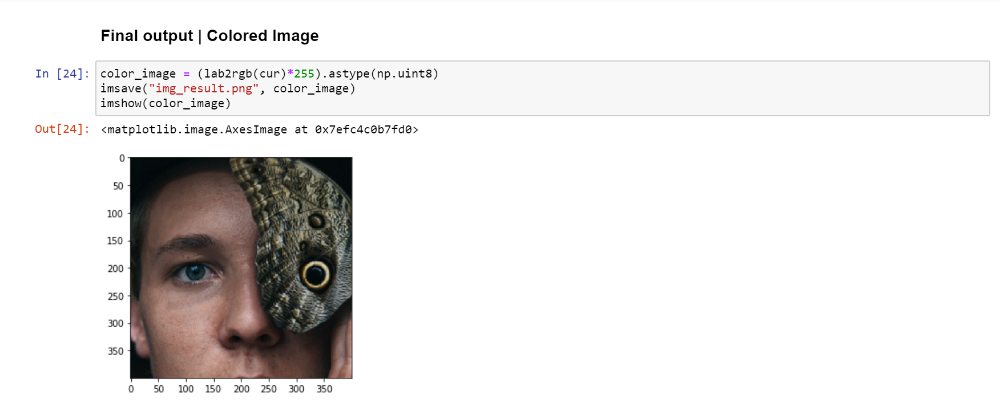 Final output | Colored Image
In [24]: color_image = (lab2rgb(cur)*255).astype(np.uint8)
imsave("img_result.png", color_image)
imshow(color_image)
Out[24]: <matplotlib.image.AxesImage at 0x7efc4c0b7fd0>
0
50
100
150
200
250
300
350
0 50 100 150 200 250 300 350